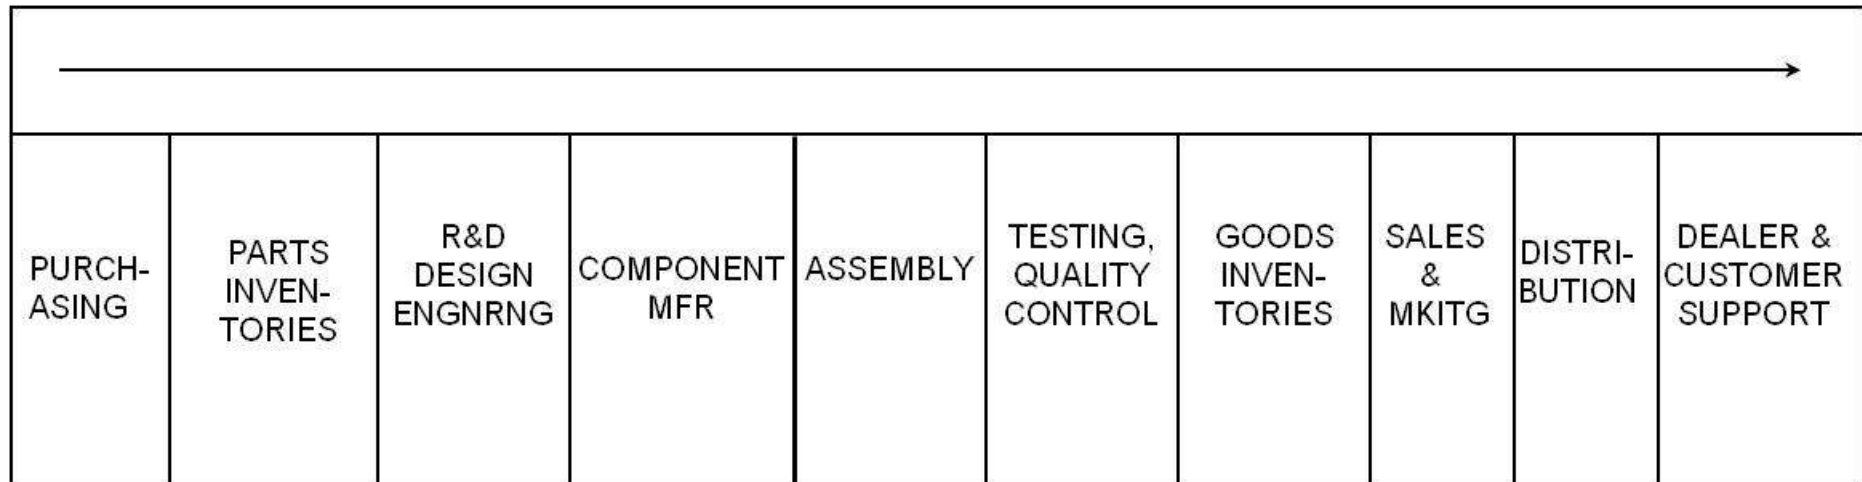 PURCH-
ASING
PARTS
INVEN-
TORIES
R&D
DESIGN
ENGNRNG
COMPONENT
MFR
ASSEMBLY
TESTING,
QUALITY
CONTROL
GOODS
INVEN-
TORIES
SALES
&
MKITG
DISTRI-
BUTION
DEALER &
CUSTOMER
SUPPORT